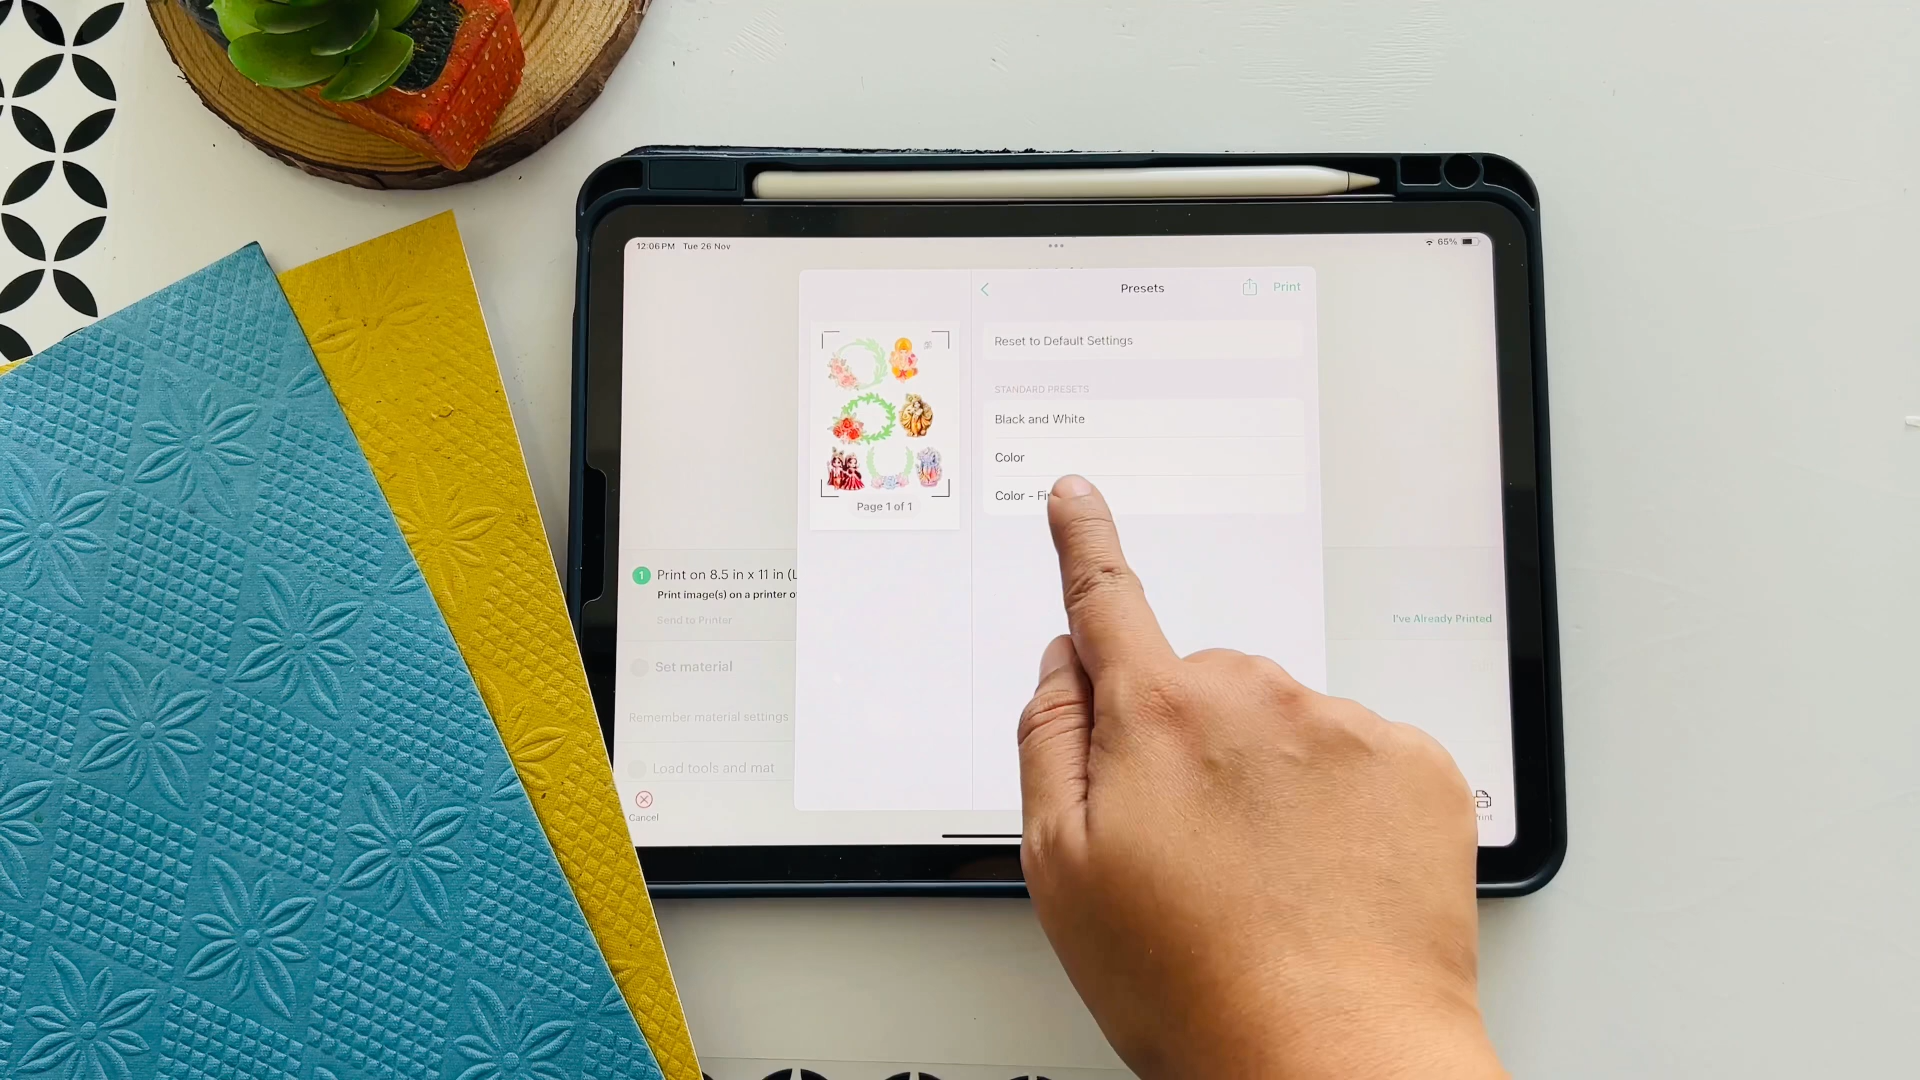 12:06 PM Tue 26 Nov
65%
Presets
Print
Reset to Default Settings
STANDARD PRESETS
Black and White
Color
Color -
Page 1 of 1
1 Print on 8.5 in x 11 in (L
Print image(s) on a printer
Send to Printer
I've Already Printed
Set material
Remember material settings
Load tools and mat
Cancel